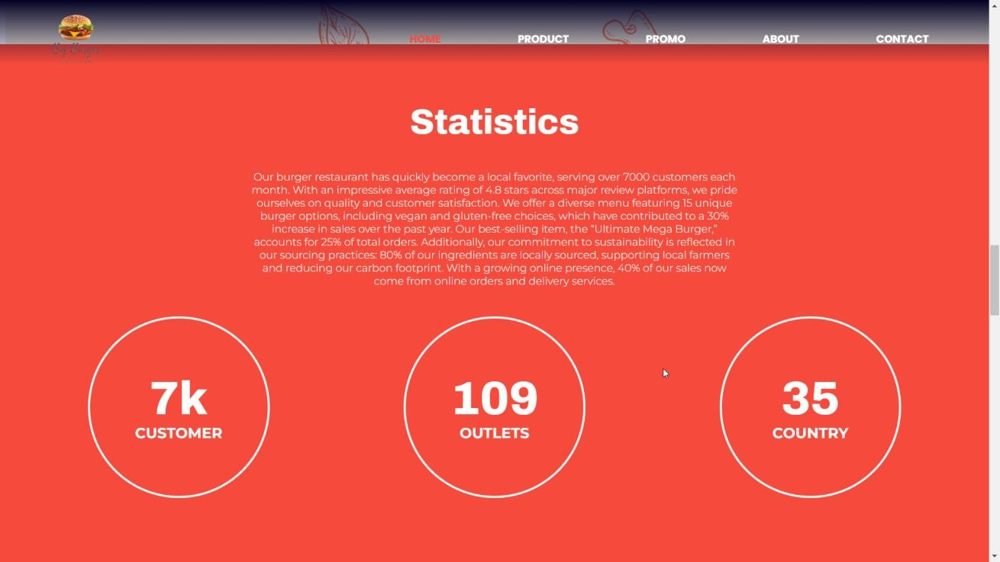 Big Burger
HOME
PRODUCT
PROMO
ABOUT
CONTACT
Statistics
Our burger restaurant has quickly become a local favorite, serving over 7000 customers each
month. With an impressive average rating of 4.8 stars across major review platforms, we pride
ourselves on quality and customer satisfaction. We offer a diverse menu featuring 15 unique
burger options, including vegan and gluten-free choices, which have contributed to a 30%
increase in sales over the past year. Our best-selling item, the “Ultimate Mega Burger,”
accounts for 25% of total orders. Additionally, our commitment to sustainability is reflected in
our sourcing practices: 80% of our ingredients are locally sourced, supporting local farmers
and reducing our carbon footprint. With a growing online presence, 40% of our sales now
come from online orders and delivery services.
7k
CUSTOMER
109
OUTLETS
35
COUNTRY